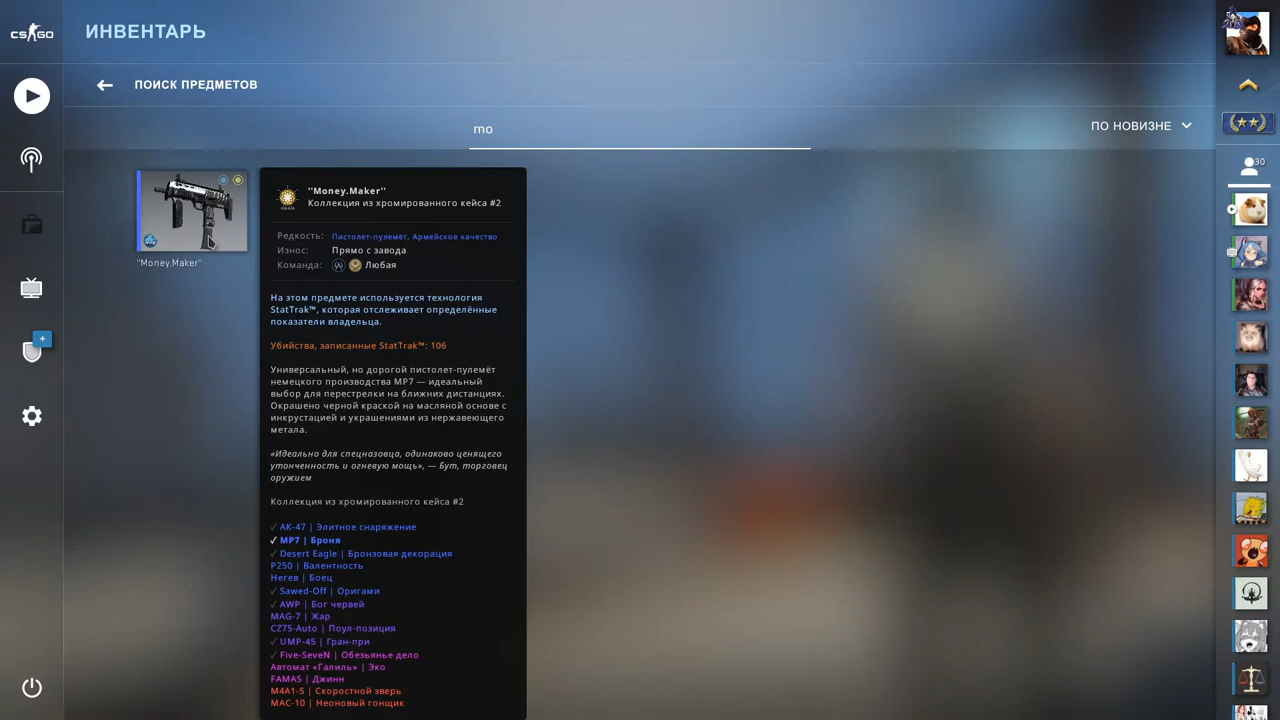 CS:GO
ИНВЕНТАРЬ
ПОИСК ПРЕДМЕТОВ
mo
ПО НОВИЗНЕ
30
"Money.Maker"
''Money.Maker''
Коллекция из хромированного кейса #2
Редкость: Пистолет-пулемёт, Армейское качество
Износ: Прямо с завода
Команда: Любая
На этом предмете используется технология
StatTrak™, которая отслеживает определённые
показатели владельца.
Убийства, записанные StatTrak™: 106
Универсальный, но дорогой пистолет-пулемёт
немецкого производства MP7 — идеальный
выбор для перестрелки на ближних дистанциях.
Окрашено черной краской на масляной основе с
инкрустацией и украшениями из нержавеющего
метала.
«Идеально для спецназовца, одинаково ценящего
утонченность и огневую мощь», — Бут, торговец
оружием
Коллекция из хромированного кейса #2
✓ AK-47 | Элитное снаряжение
✓ MP7 | Броня
✓ Desert Eagle | Бронзовая декорация
P250 | Валентность
Негев | Боец
✓ Sawed-Off | Оригами
✓ AWP | Бог червей
MAG-7 | Жар
CZ75-Auto | Поул-позиция
✓ UMP-45 | Гран-при
✓ Five-SeveN | Обезьянье дело
Автомат «Галиль» | Эко
FAMAS | Джинн
M4A1-S | Скоростной зверь
MAC-10 | Неоновый гонщик